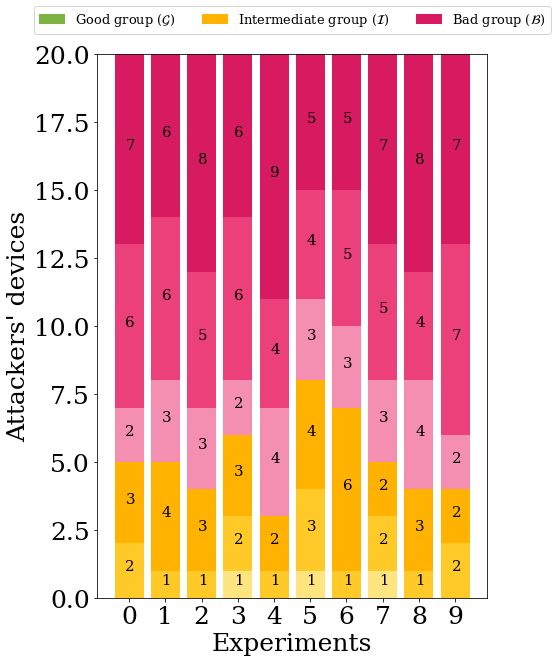 Good group (𝒢) Intermediate group (ℐ) Bad group (ℬ)
20.0
17.5
15.0
12.5
10.0
7.5
5.0
2.5
0.0
Attackers' devices
7 6 8 6 9 5 5 7 8 7
6 6 5 6 4 4 5 5 4 7
2 3 3 2 4 3 3 3 4 2
3 4 3 3 2 4 6 2 3 2
2 1 1 2 1 3 1 2 1 2
1 1 1
0 1 2 3 4 5 6 7 8 9
Experiments